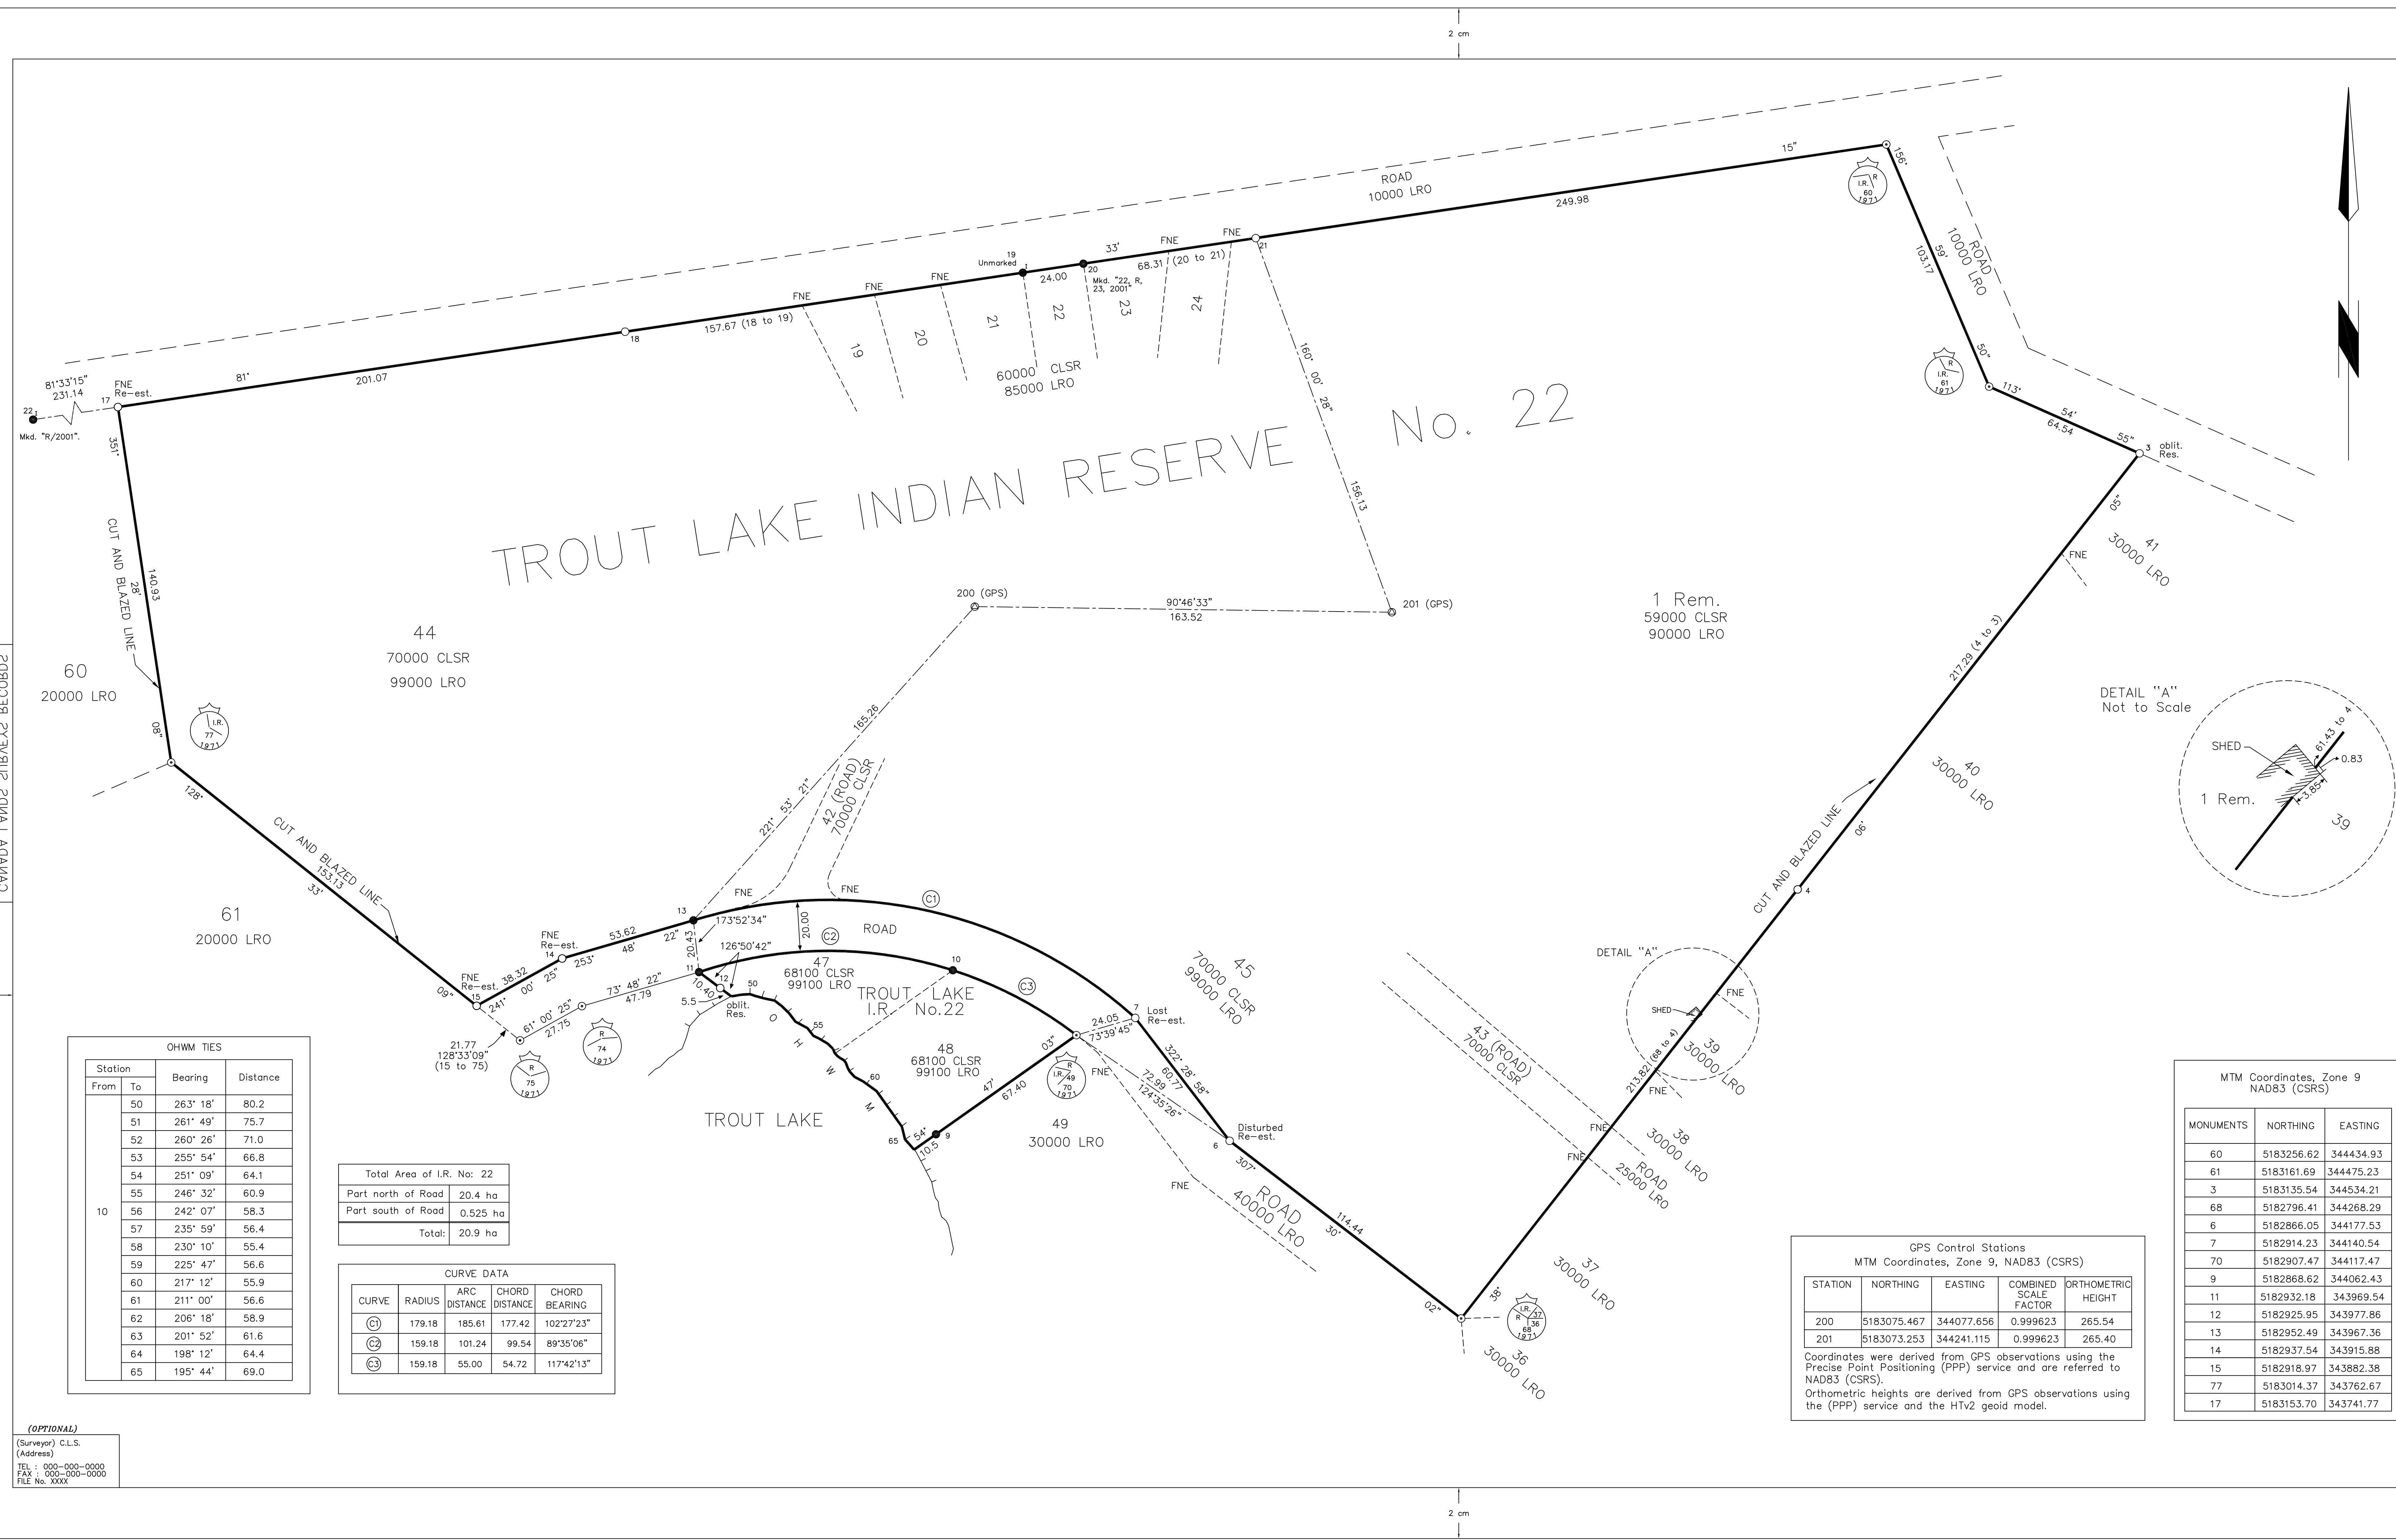 2 cm
ROAD
10000 LRO
15"
156°
I.R. R
60
1971
249.98
59'
103.17
ROAD
10000 LRO
50"
R
I.R.
61
1971
113°
54'
64.54
55"
3
oblit.
Res.
FNE
21
33'
FNE
68.31 (20 to 21)
19
Unmarked
1
24.00
20
Mkd. "22, R,
23, 2001"
FNE
FNE
FNE
157.67 (18 to 19)
18
19
20
21
22
23
24
60000 CLSR
85000 LRO
81°33'15"
231.14
22
1
Mkd. "R/2001".
17
FNE
Re-est.
81°
201.07
160° 00' 28"
156.13
TROUT LAKE INDIAN RESERVE No. 22
351°
CUT AND BLAZED LINE
28'
140.93
08"
44
70000 CLSR
99000 LRO
60
20000 LRO
I.R.
77
1971
200 (GPS)
90°46'33"
163.52
201 (GPS)
1 Rem.
59000 CLSR
90000 LRO
05"
FNE
41
30000 LRO
217.29 (4 to 3)
40
30000 LRO
CUT AND BLAZED LINE
06'
4
DETAIL "A"
Not to Scale
SHED
61.43 to 4
0.83
3.85
1 Rem.
39
CANADA LANDS SURVEYS RECORDS
128°
CUT AND BLAZED LINE
153.13
33'
09"
61
20000 LRO
165.26
221° 53' 21"
42 (ROAD)
70000 CLSR
FNE
FNE
C1
ROAD
20.00
C2
13
173°52'34"
53.62
253° 48' 22"
20.43
126°50'42"
FNE
Re-est.
14
38.32
241° 00' 25"
FNE
Re-est.
15
11
12
10.40
5.5
oblit.
Res.
73° 48' 22"
47.79
61° 00' 25"
27.75
21.77
128°33'09"
(15 to 75)
R
75
1971
R
74
1971
47
68100 CLSR
99100 LRO
TROUT LAKE
I.R. No.22
10
C3
50
55
60
65
O H W M
48
68100 CLSR
99100 LRO
TROUT LAKE
54°
47'
03"
67.40
10.5
9
24.05
73°39'45"
7
Lost
Re-est.
R
I.R. 49
70
1971
FNE
72.99
124°35'26"
322° 28' 58"
60.77
45
70000 CLSR
99000 LRO
49
30000 LRO
6
Disturbed
Re-est.
FNE
307°
ROAD
40000 LRO
114.44
30'
02"
43 (ROAD)
70000 CLSR
DETAIL "A"
SHED
FNE
39
30000 LRO
213.82 (68 to 4)
FNE
FNE
38
30000 LRO
FNE
ROAD
25000 LRO
37
30000 LRO
38°
I.R. 37
R 36
68
1971
36
30000 LRO
OHWM TIES
Station Bearing Distance
From To
10
50 263° 18' 80.2
51 261° 49' 75.7
52 260° 26' 71.0
53 255° 54' 66.8
54 251° 09' 64.1
55 246° 32' 60.9
56 242° 07' 58.3
57 235° 59' 56.4
58 230° 10' 55.4
59 225° 47' 56.6
60 217° 12' 55.9
61 211° 00' 56.6
62 206° 18' 58.9
63 201° 52' 61.6
64 198° 12' 64.4
65 195° 44' 69.0
Total Area of I.R. No: 22
Part north of Road 20.4 ha
Part south of Road 0.525 ha
Total: 20.9 ha
CURVE DATA
CURVE RADIUS ARC DISTANCE CHORD DISTANCE CHORD BEARING
C1 179.18 185.61 177.42 102°27'23"
C2 159.18 101.24 99.54 89°35'06"
C3 159.18 55.00 54.72 117°42'13"
GPS Control Stations
MTM Coordinates, Zone 9, NAD83 (CSRS)
STATION NORTHING EASTING COMBINED SCALE FACTOR ORTHOMETRIC HEIGHT
200 5183075.467 344077.656 0.999623 265.54
201 5183073.253 344241.115 0.999623 265.40
Coordinates were derived from GPS observations using the
Precise Point Positioning (PPP) service and are referred to
NAD83 (CSRS).
Orthometric heights are derived from GPS observations using
the (PPP) service and the HTv2 geoid model.
MTM Coordinates, Zone 9
NAD83 (CSRS)
MONUMENTS NORTHING EASTING
60 5183256.62 344434.93
61 5183161.69 344475.23
3 5183135.54 344534.21
68 5182796.41 344268.29
6 5182866.05 344177.53
7 5182914.23 344140.54
70 5182907.47 344117.47
9 5182868.62 344062.43
11 5182932.18 343969.54
12 5182925.95 343977.86
13 5182952.49 343967.36
14 5182937.54 343915.88
15 5182918.97 343882.38
77 5183014.37 343762.67
17 5183153.70 343741.77
(OPTIONAL)
(Surveyor) C.L.S.
(Address)
TEL : 000-000-0000
FAX : 000-000-0000
FILE No. XXXX
2 cm